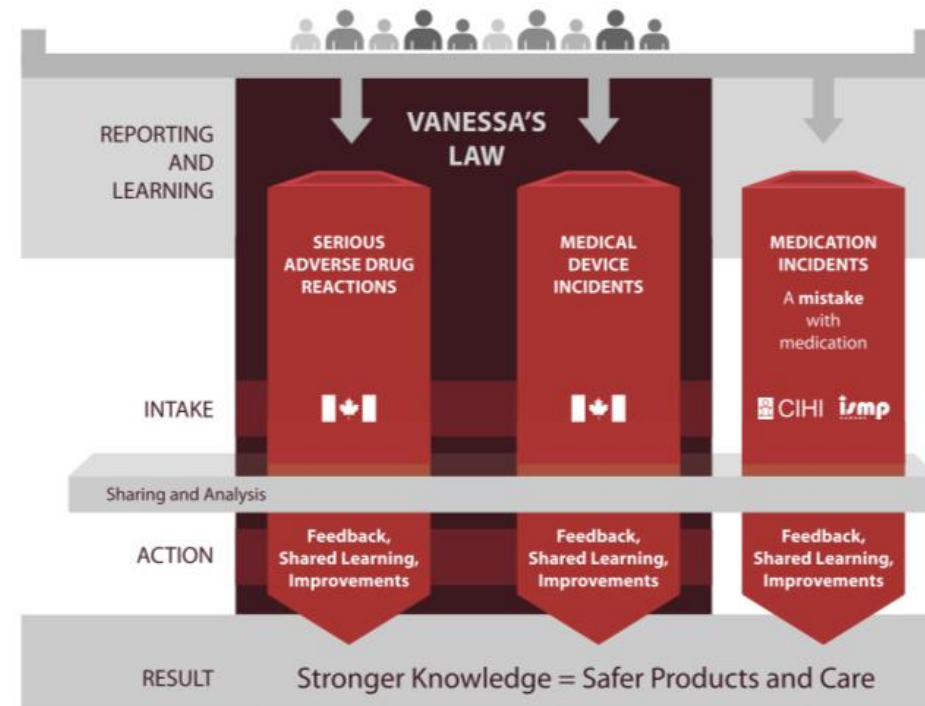 REPORTING
AND
LEARNING
VANESSA'S
LAW
SERIOUS
ADVERSE DRUG
REACTIONS
MEDICAL
DEVICE
INCIDENTS
MEDICATION
INCIDENTS
A mistake
with
medication
INTAKE
CIHI ismp
Sharing and Analysis
ACTION
Feedback,
Shared Learning,
Improvements
Feedback,
Shared Learning,
Improvements
Feedback,
Shared Learning,
Improvements
RESULT
Stronger Knowledge = Safer Products and Care